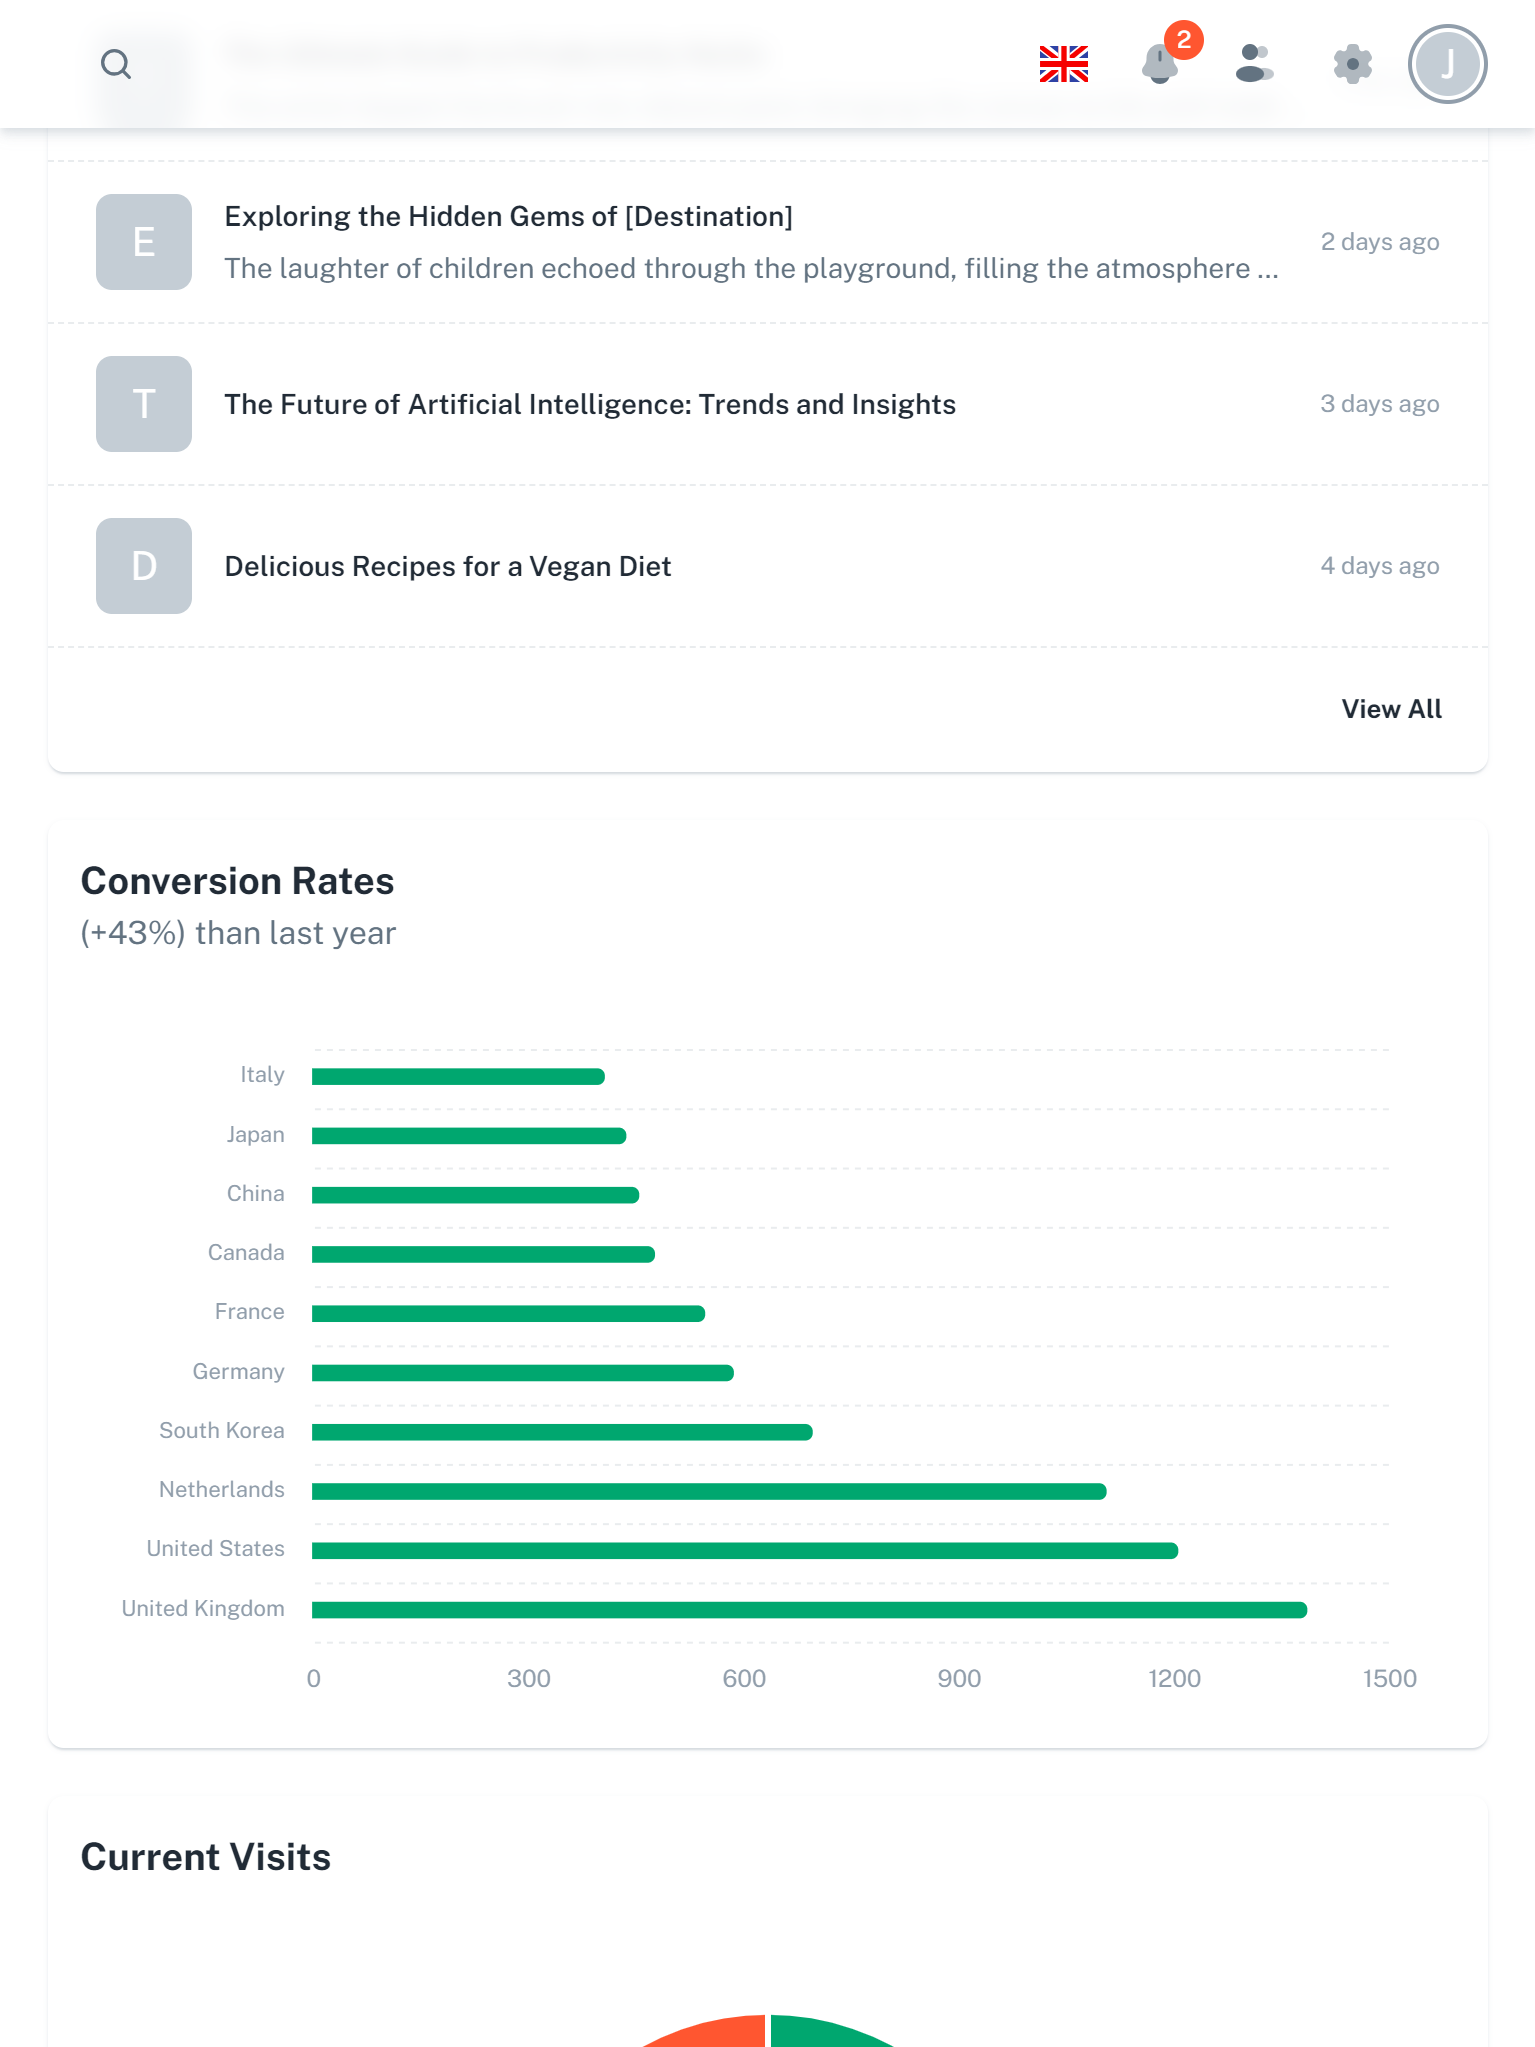 2
J
E
Exploring the Hidden Gems of [Destination]
The laughter of children echoed through the playground, filling the atmosphere ...
2 days ago
T
The Future of Artificial Intelligence: Trends and Insights
3 days ago
D
Delicious Recipes for a Vegan Diet
4 days ago
View All
Conversion Rates
(+43%) than last year
Italy
Japan
China
Canada
France
Germany
South Korea
Netherlands
United States
United Kingdom
0 300 600 900 1200 1500
Current Visits